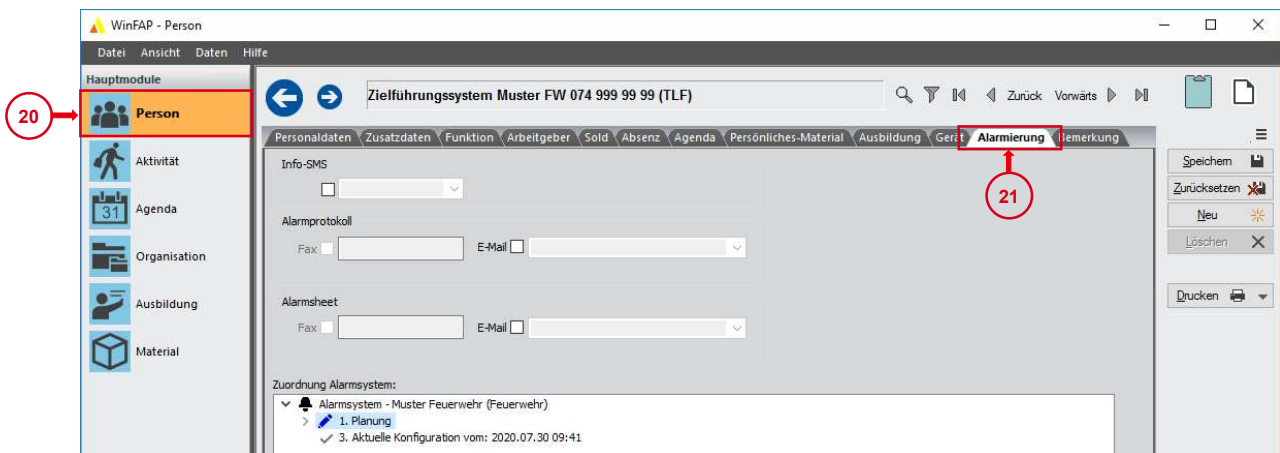 WinFAP - Person
Datei Ansicht Daten Hilfe
Hauptmodule
20
Person
Aktivität
31
Agenda
Organisation
Ausbildung
Material
Zielführungssystem Muster FW 074 999 99 99 (TLF)
Zurück Vorwärts
Personaldaten Zusatzdaten Funktion Arbeitgeber Sold Absenz Agenda Persönliches-Material Ausbildung Gerät Alarmierung Bemerkung
21
Info-SMS
Alarmprotokoll
Fax E-Mail
Alarmsheet
Fax E-Mail
Zuordnung Alarmsystem:
Alarmsystem - Muster Feuerwehr (Feuerwehr)
1. Planung
3. Aktuelle Konfiguration vom: 2020.07.30 09:41
Speichern
Zurücksetzen
Neu
Löschen
Drucken